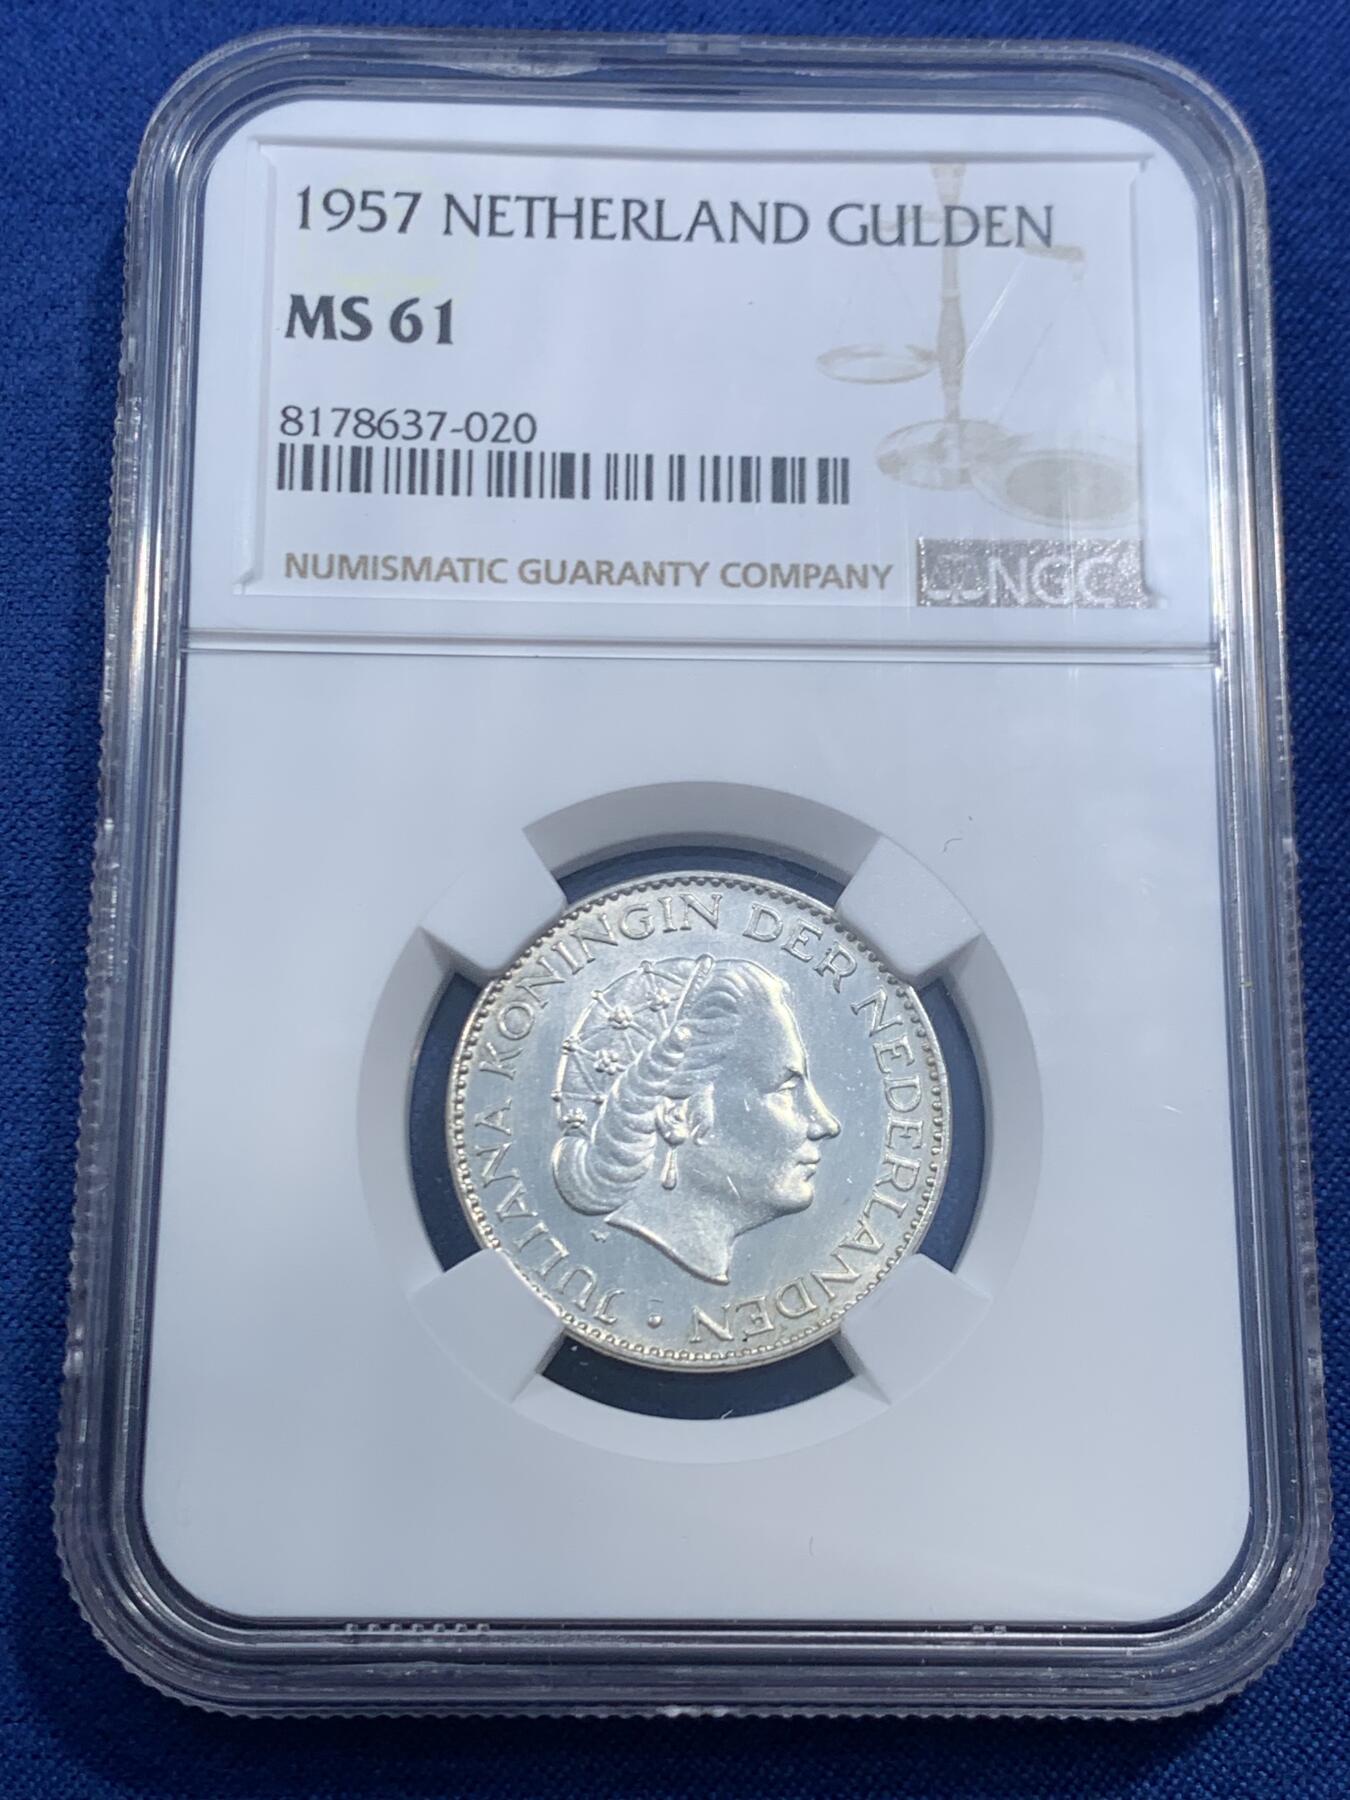 1957 NETHERLAND GULDEN
MS 61
8178637-020
NUMISMATIC GUARANTY COMPANY
NGC
JULIANA KONINGIN DER NEDERLANDEN